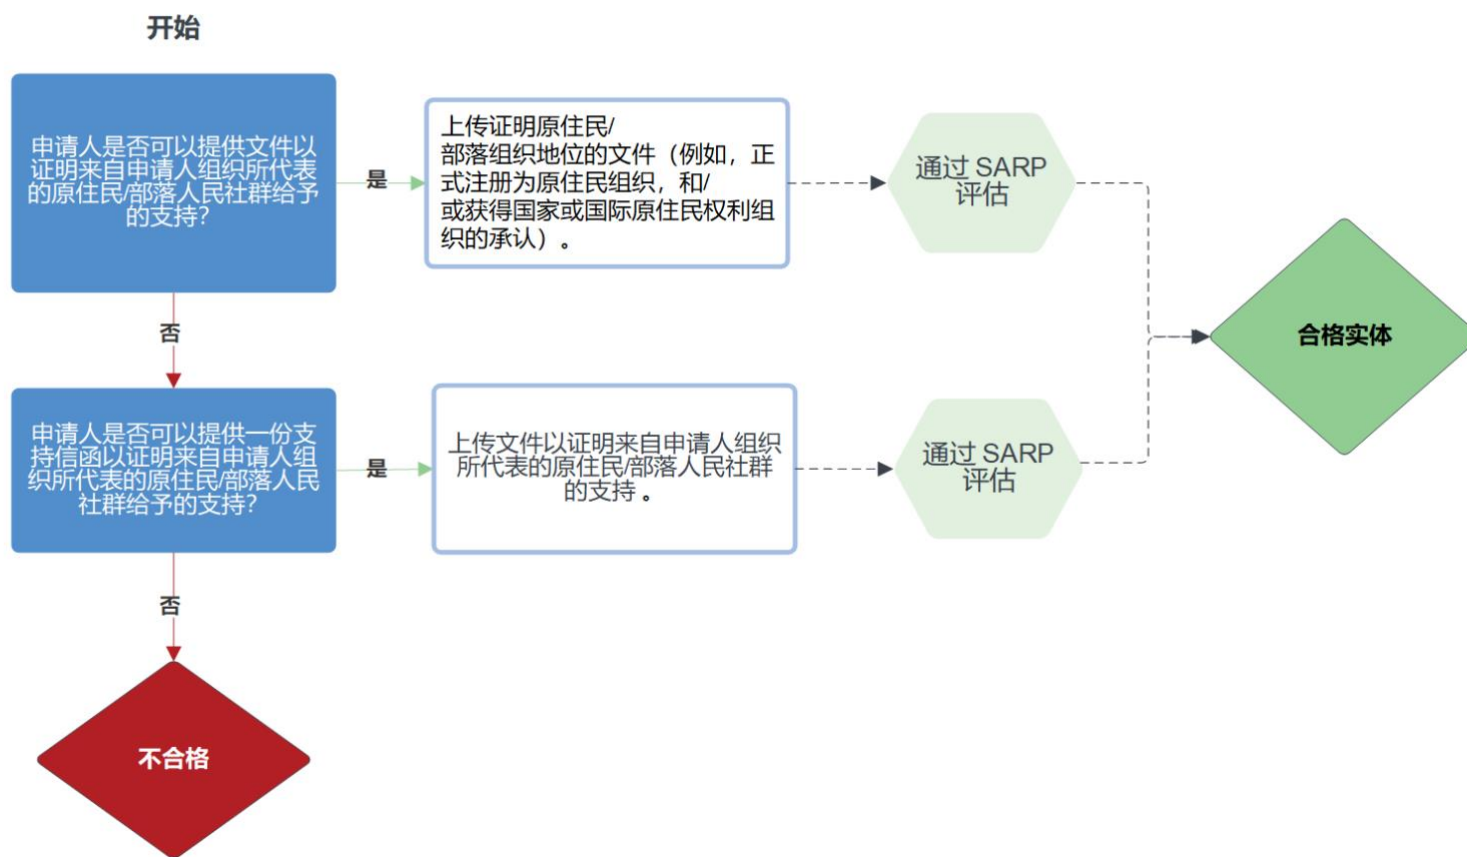 开始
申请人是否可以提供文件以
证明来自申请人组织所代表
的原住民/部落人民社群给予
的支持？
是
上传证明原住民/
部落组织地位的文件（例如，正
式注册为原住民组织，和/
或获得国家或国际原住民权利组
织的承认）。
通过 SARP
评估
否
合格实体
申请人是否可以提供一份支
持信函以证明来自申请人组
织所代表的原住民/部落人民
社群给予的支持？
是
上传文件以证明来自申请人组织
所代表的原住民/部落人民社群
的支持 。
通过 SARP
评估
否
不合格